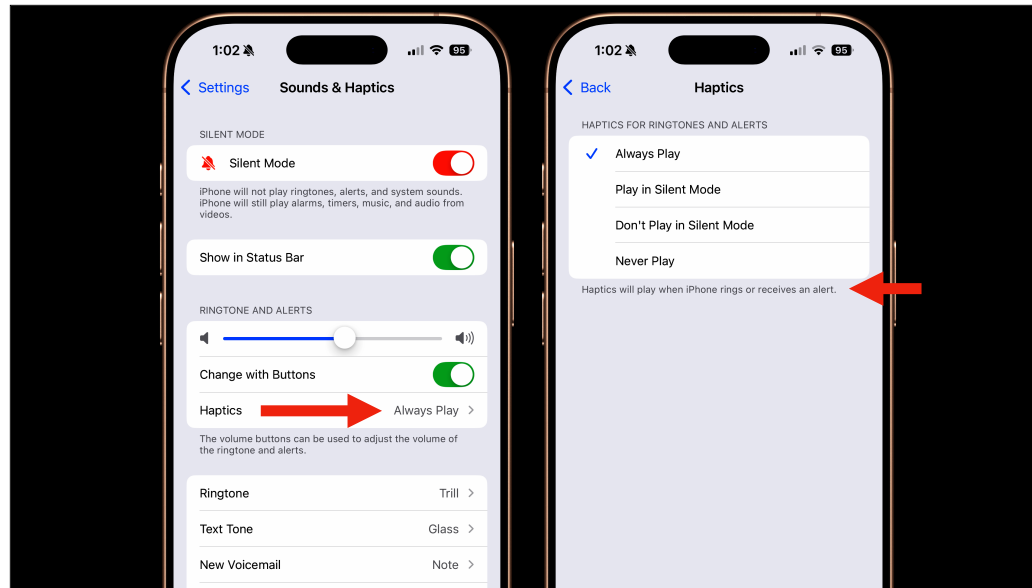 1:02 95
Settings Sounds & Haptics
SILENT MODE
Silent Mode
iPhone will not play ringtones, alerts, and system sounds.
iPhone will still play alarms, timers, music, and audio from
videos.
Show in Status Bar
RINGTONE AND ALERTS
Change with Buttons
Haptics Always Play
The volume buttons can be used to adjust the volume of
the ringtone and alerts.
Ringtone Trill
Text Tone Glass
New Voicemail Note
1:02 95
Back Haptics
HAPTICS FOR RINGTONES AND ALERTS
Always Play
Play in Silent Mode
Don't Play in Silent Mode
Never Play
Haptics will play when iPhone rings or receives an alert.